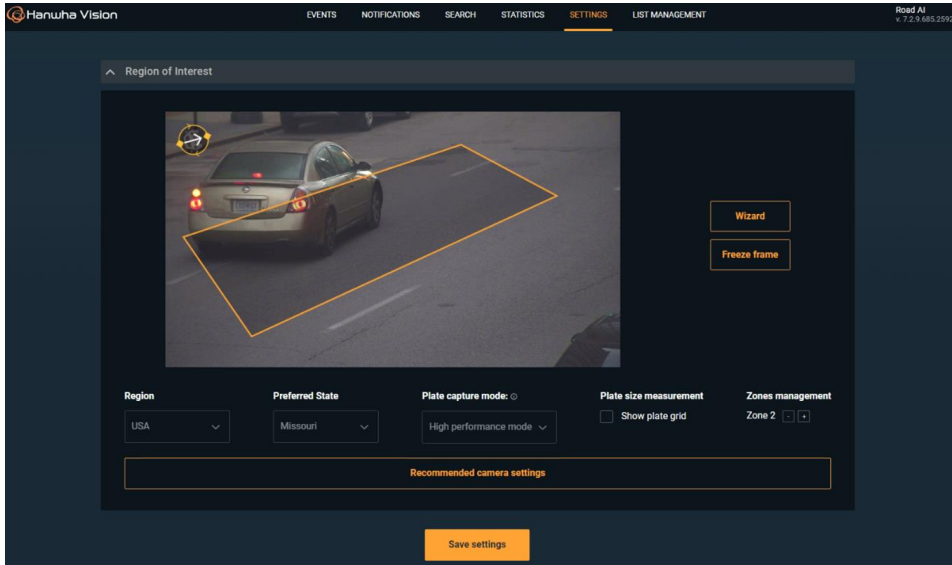 Hanwha Vision
EVENTS NOTIFICATIONS SEARCH STATISTICS SETTINGS LIST MANAGEMENT
Road AI
v. 7.2.9.685.2592
Region of Interest
Wizard
Freeze frame
Region Preferred State Plate capture mode: Plate size measurement Zones management
USA Missouri High performance mode Show plate grid Zone 2 - +
Recommended camera settings
Save settings